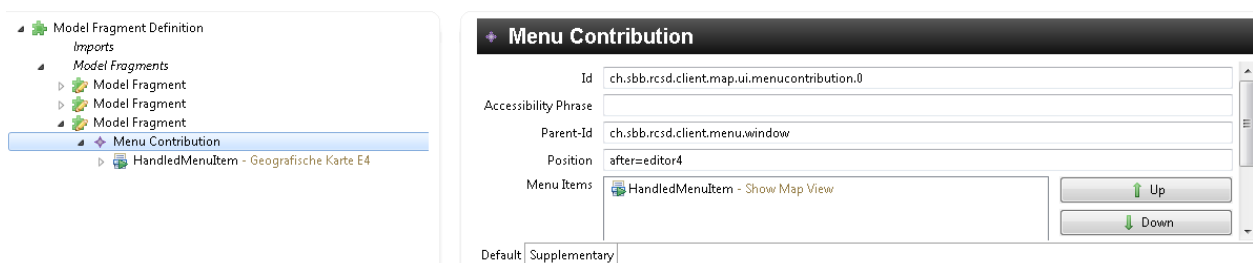 Model Fragment Definition
Imports
Model Fragments
Model Fragment
Model Fragment
Model Fragment
Menu Contribution
HandledMenuItem - Geografische Karte E4
Menu Contribution
Id ch.sbb.rcsd.client.map.ui.menucontribution.0
Accessibility Phrase
Parent-Id ch.sbb.rcsd.client.menu.window
Position after=editor4
Menu Items HandledMenuItem - Show Map View
Up
Down
Default Supplementary